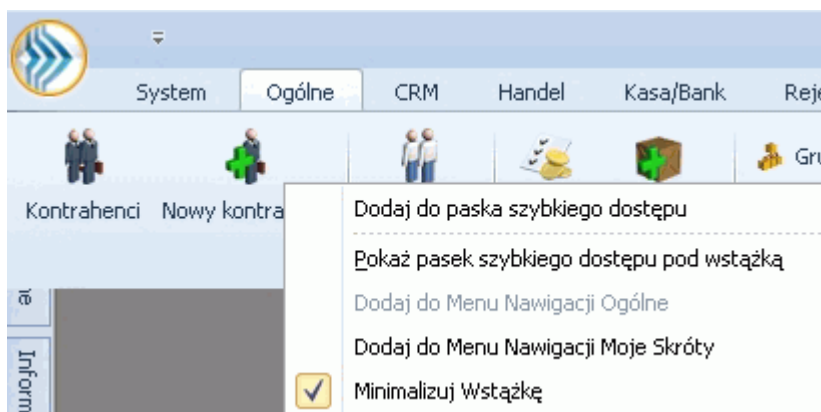 System Ogólne CRM Handel Kasa/Bank
Kontrahenci Nowy
Dodaj do paska szybkiego dostępu
Pokaż pasek szybkiego dostępu pod wstążką
Dodaj do Menu Nawigacji Ogólne
Dodaj do Menu Nawigacji Moje Skróty
Minimalizuj Wstążkę